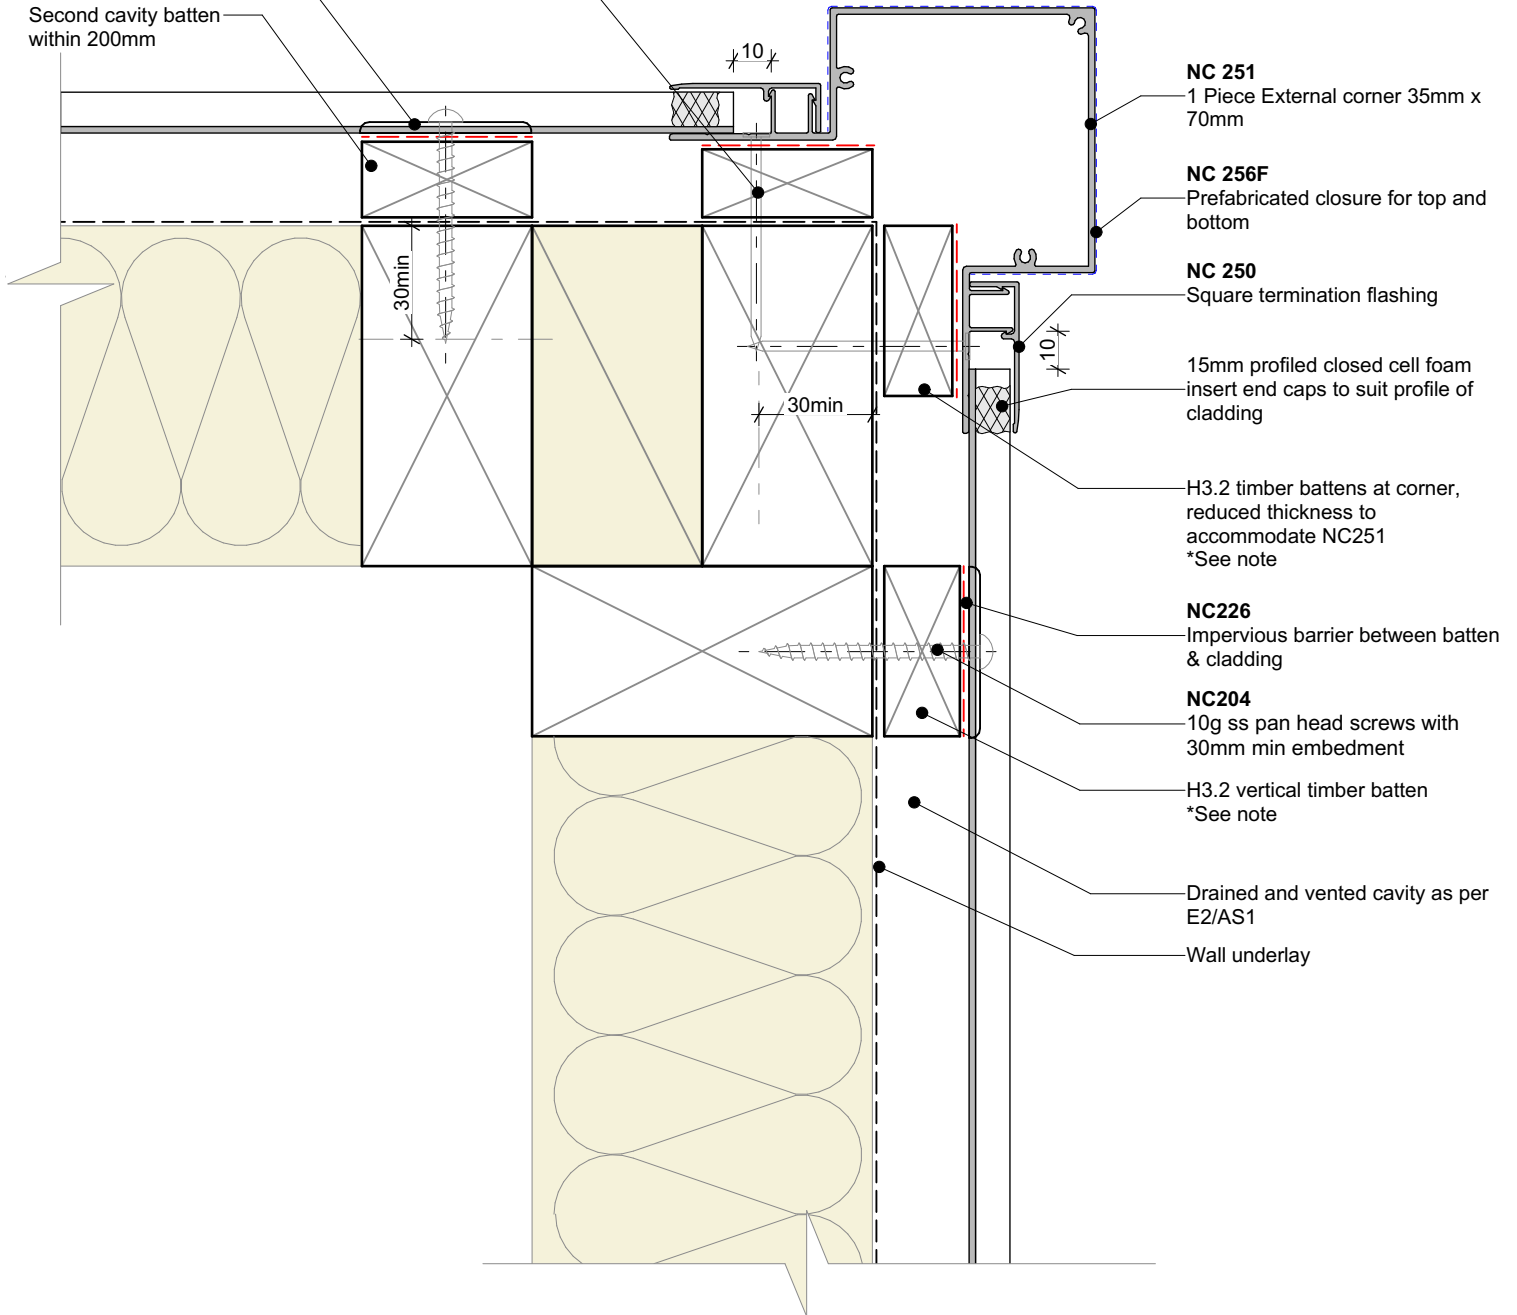 Second cavity batten
within 200mm
10
NC 251
1 Piece External corner 35mm x
70mm
NC 256F
Prefabricated closure for top and
bottom
NC 250
Square termination flashing
30min
10
15mm profiled closed cell foam
insert end caps to suit profile of
cladding
30min
H3.2 timber battens at corner,
reduced thickness to
accommodate NC251
*See note
NC226
Impervious barrier between batten
& cladding
NC204
10g ss pan head screws with
30mm min embedment
H3.2 vertical timber batten
*See note
Drained and vented cavity as per
E2/AS1
Wall underlay